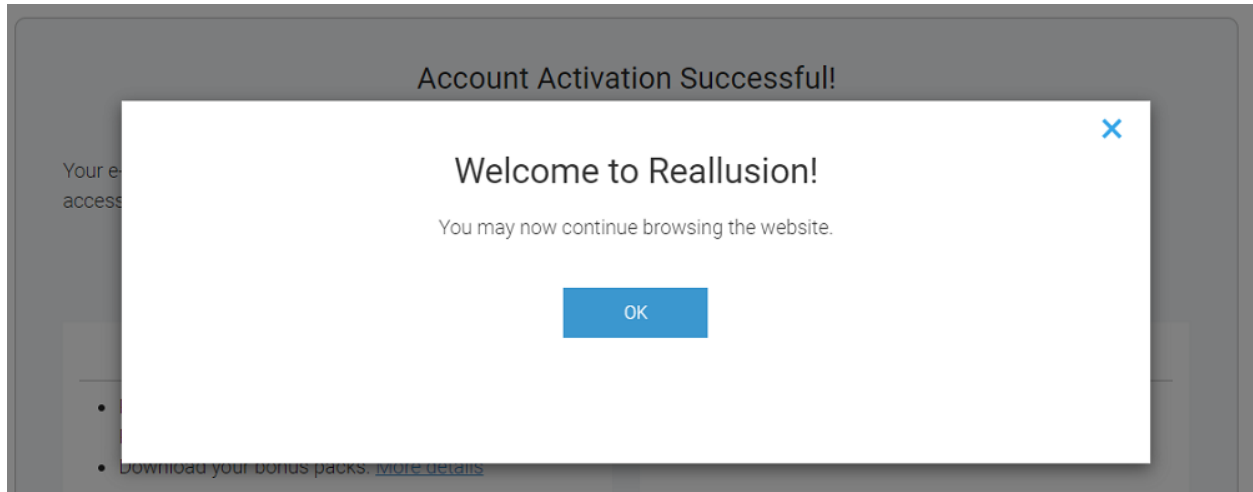 Account Activation Successful!
Welcome to Reallusion!
Your e-
You may now continue browsing the website.
access
OK
Download your bonus packs. More details